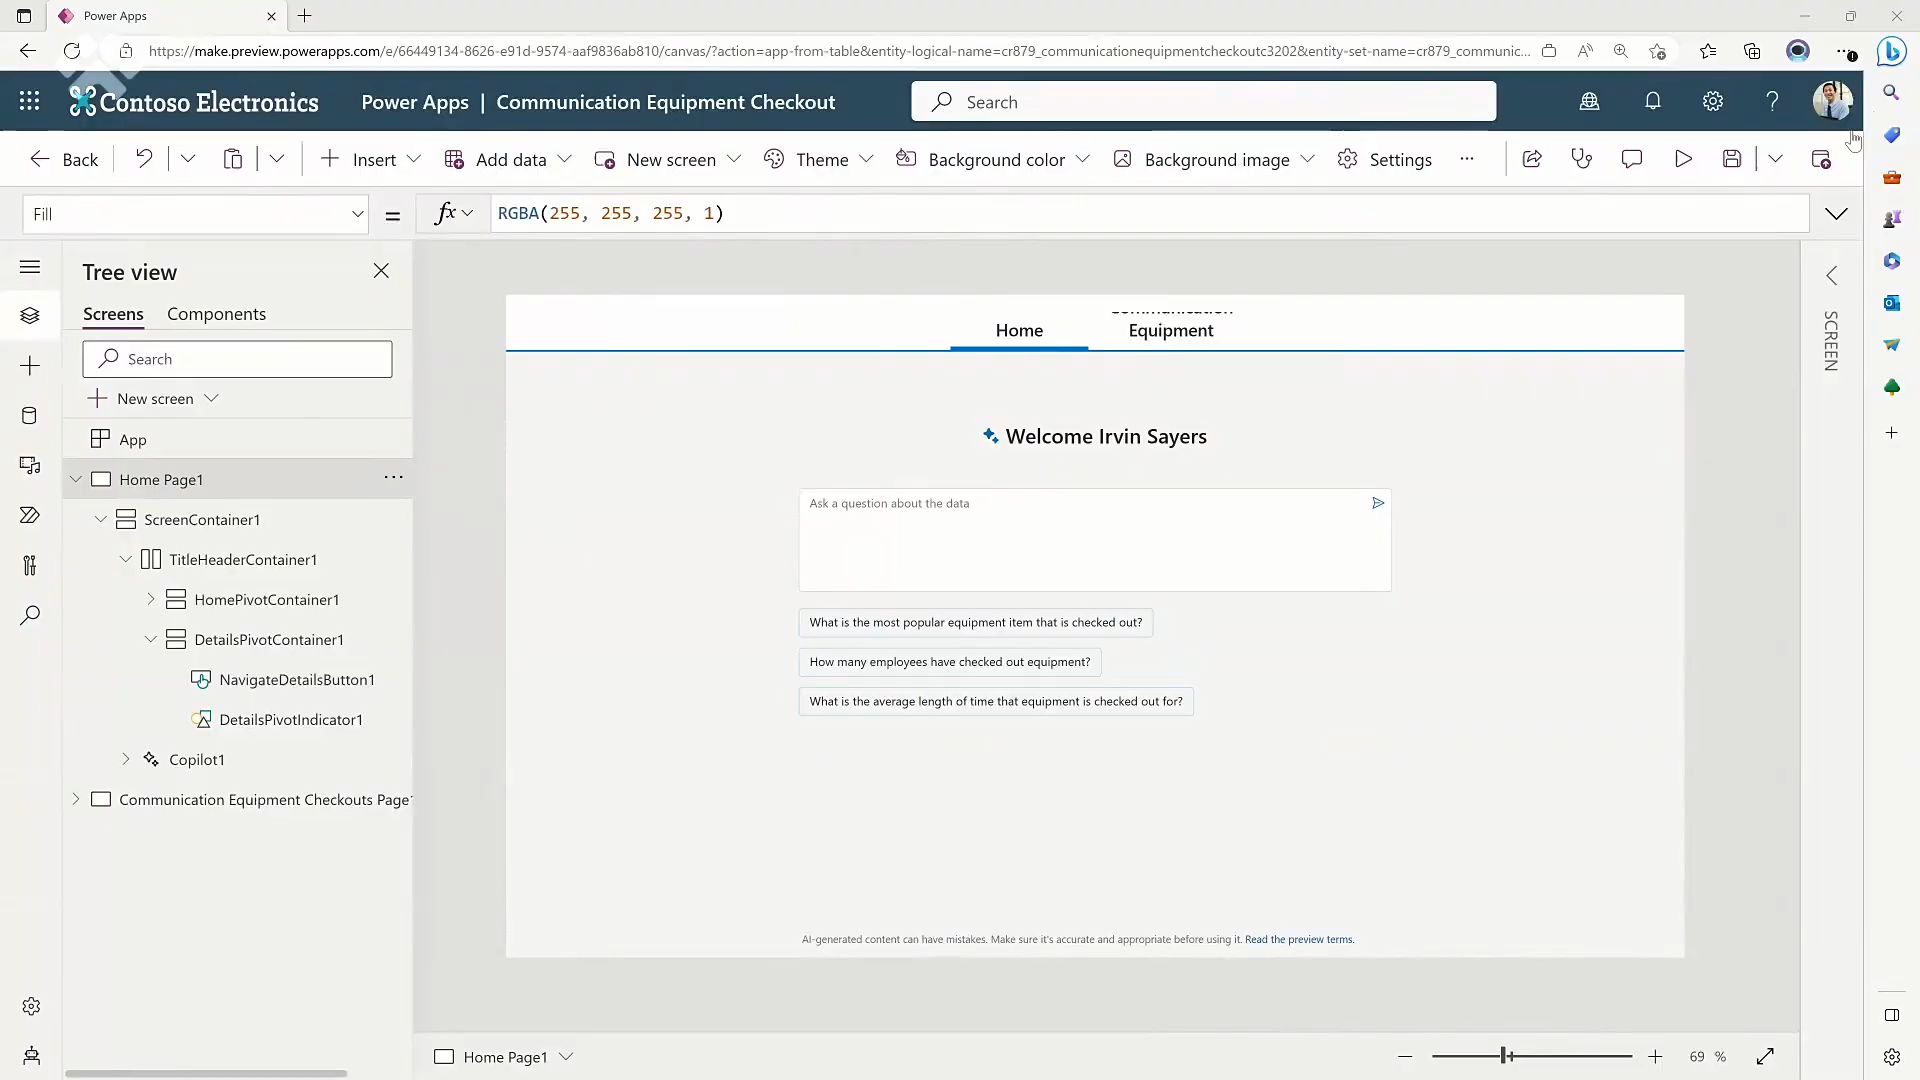 Power Apps
https://make.preview.powerapps.com/e/66449134-8626-e91d-9574-aaf9836ab810/canvas/?action=app-from-table&entity-logical-name=cr879_communicationequipmentcheckoutc3202&entity-set-name=cr879_communic...
Contoso Electronics
Power Apps | Communication Equipment Checkout
Search
Back
Insert
Add data
New screen
Theme
Background color
Background image
Settings
Fill
=
fx
RGBA(255, 255, 255, 1)
Tree view
Screens
Components
Search
New screen
App
Home Page1
ScreenContainer1
TitleHeaderContainer1
HomePivotContainer1
DetailsPivotContainer1
NavigateDetailsButton1
DetailsPivotIndicator1
Copilot1
Communication Equipment Checkouts Page1
Home
Communication
Equipment
SCREEN
Welcome Irvin Sayers
Ask a question about the data
What is the most popular equipment item that is checked out?
How many employees have checked out equipment?
What is the average length of time that equipment is checked out for?
AI-generated content can have mistakes. Make sure it's accurate and appropriate before using it. Read the preview terms.
Home Page1
69 %